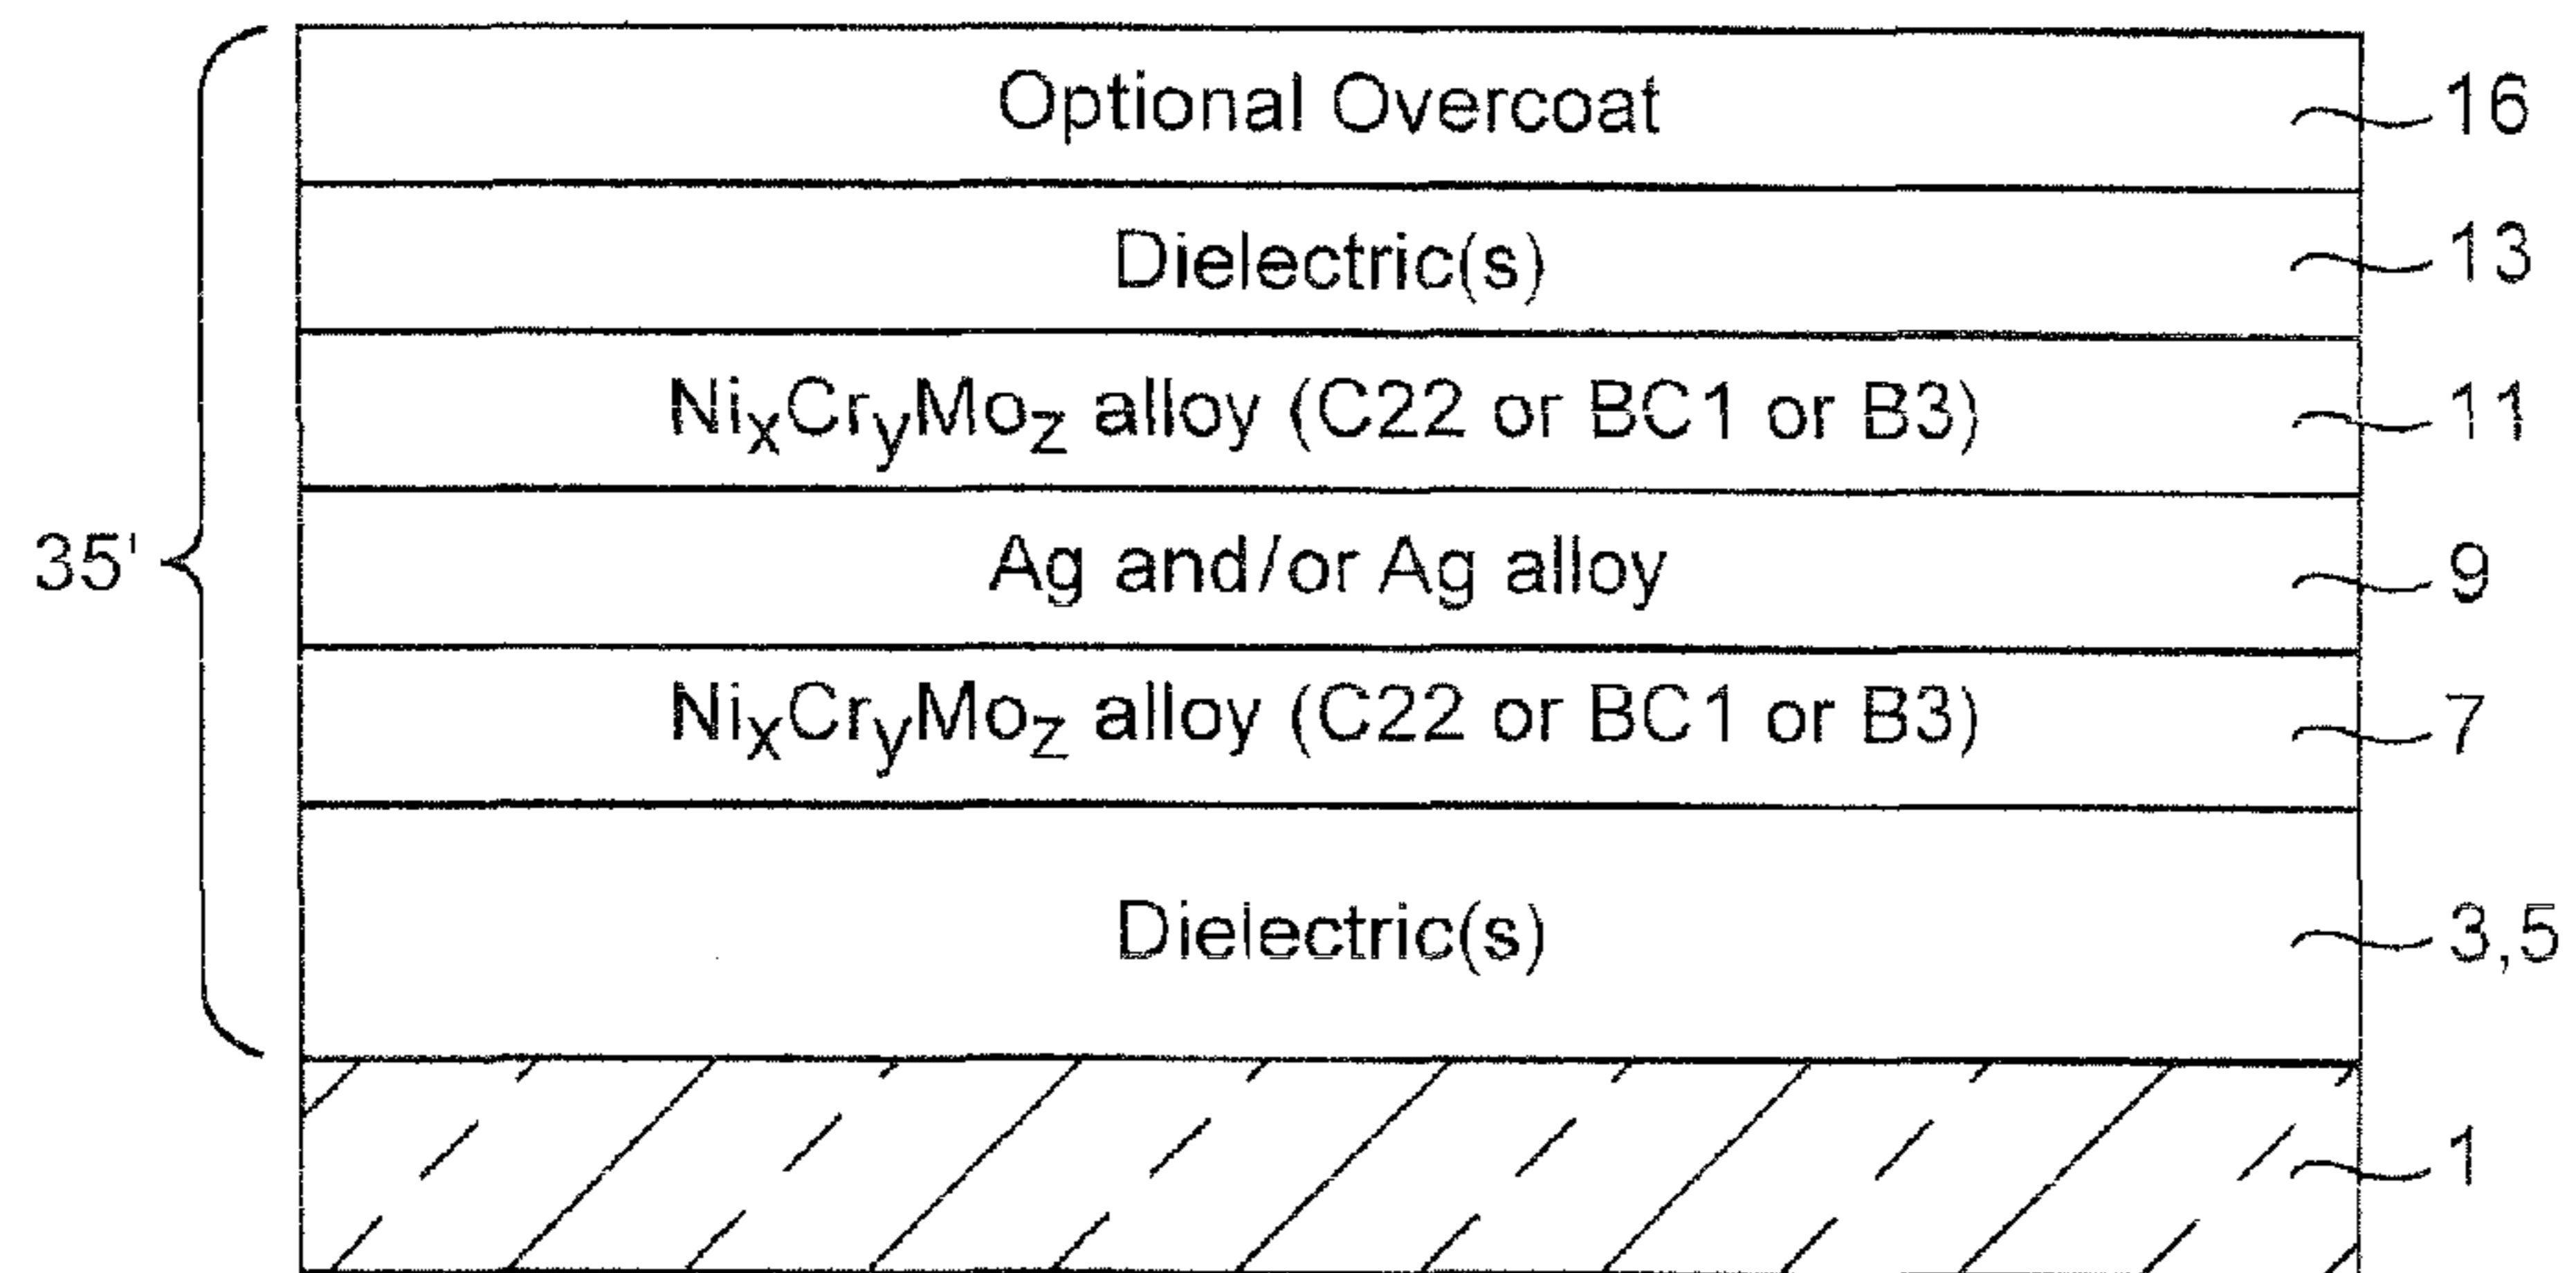 Optional Overcoat 16
Dielectric(s) 13
NixCryMoz alloy (C22 or BC1 or B3) 11
35' Ag and/or Ag alloy 9
NixCryMoz alloy (C22 or BC1 or B3) 7
Dielectric(s) 3,5
1